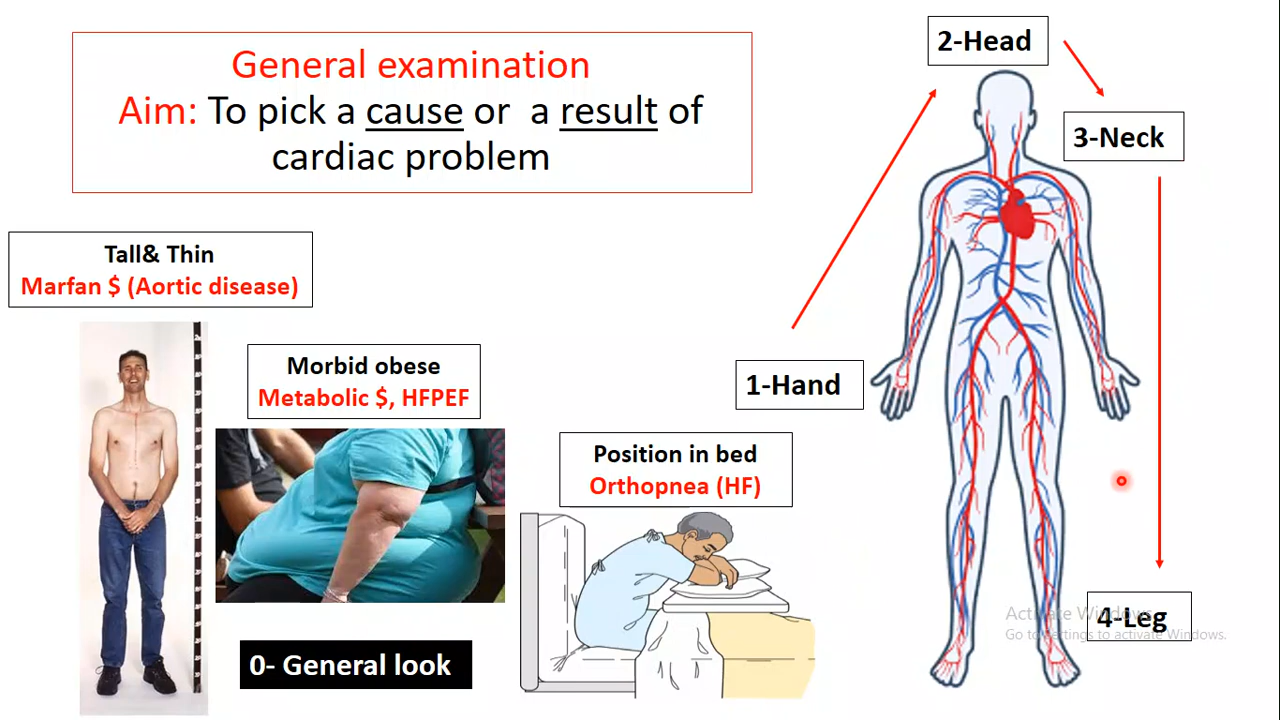 General examination
Aim: To pick a cause or a result of
cardiac problem
Tall& Thin
Marfan $ (Aortic disease)
Morbid obese
Metabolic $, HFPEF
Position in bed
Orthopnea (HF)
0- General look
1-Hand
2-Head
3-Neck
4-Leg
Activate Windows
Go to Settings to activate Windows.